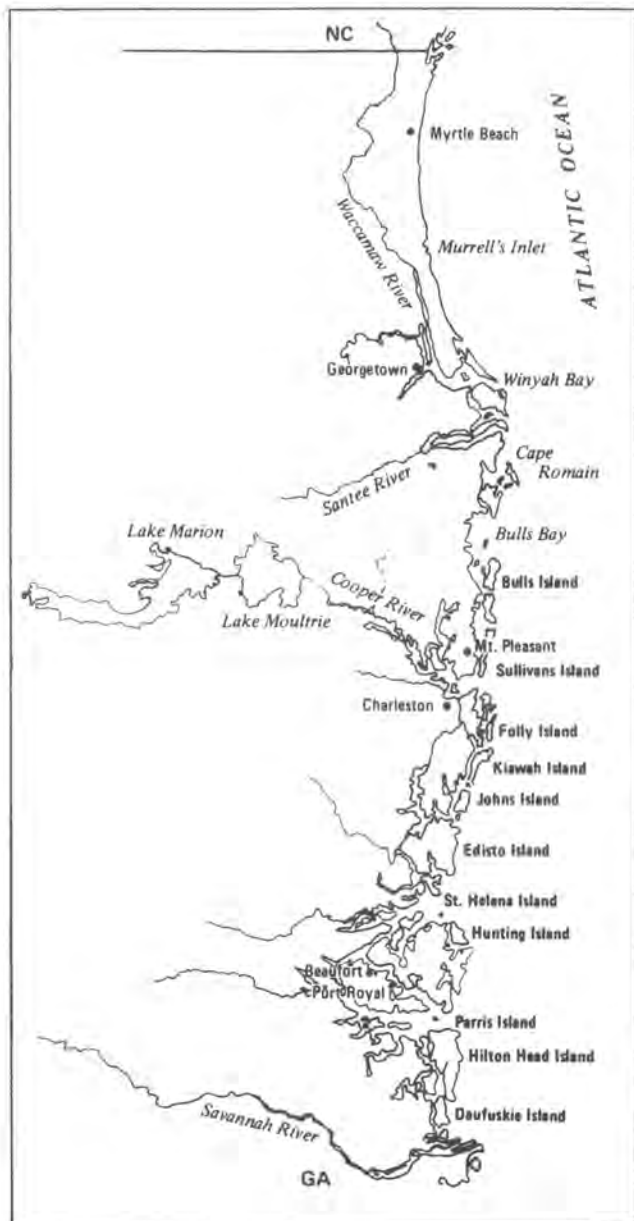 NC
ATLANTIC OCEAN
Myrtle Beach
Waccamaw River
Murrell's Inlet
Georgetown
Winyah Bay
Cape
Romain
Santee River
Lake Marion
Bulls Bay
Cooper River
Bulls Island
Lake Moultrie
Mt. Pleasant
Sullivans Island
Charleston
Folly Island
Kiawah Island
Johns Island
Edisto Island
St. Helena Island
Hunting Island
Beaufort
Port Royal
Parris Island
Hilton Head Island
Daufuskie Island
Savannah River
GA